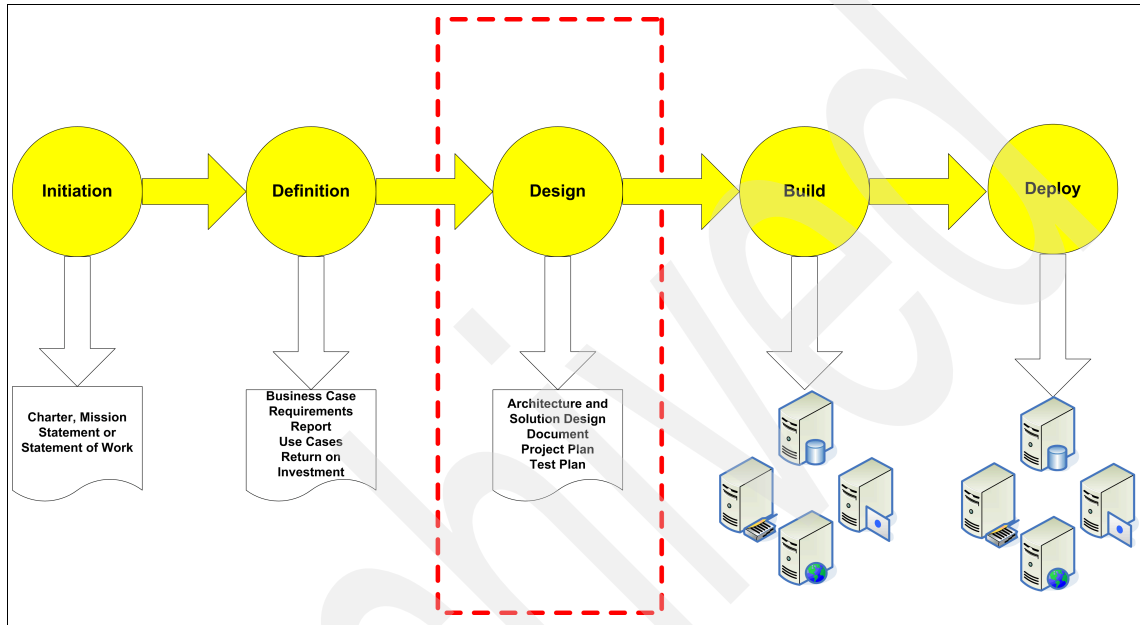 Initiation
Definition
Design
Build
Deploy
Charter, Mission
Statement or
Statement of Work
Business Case
Requirements
Report
Use Cases
Return on
Investment
Architecture and
Solution Design
Document
Project Plan
Test Plan